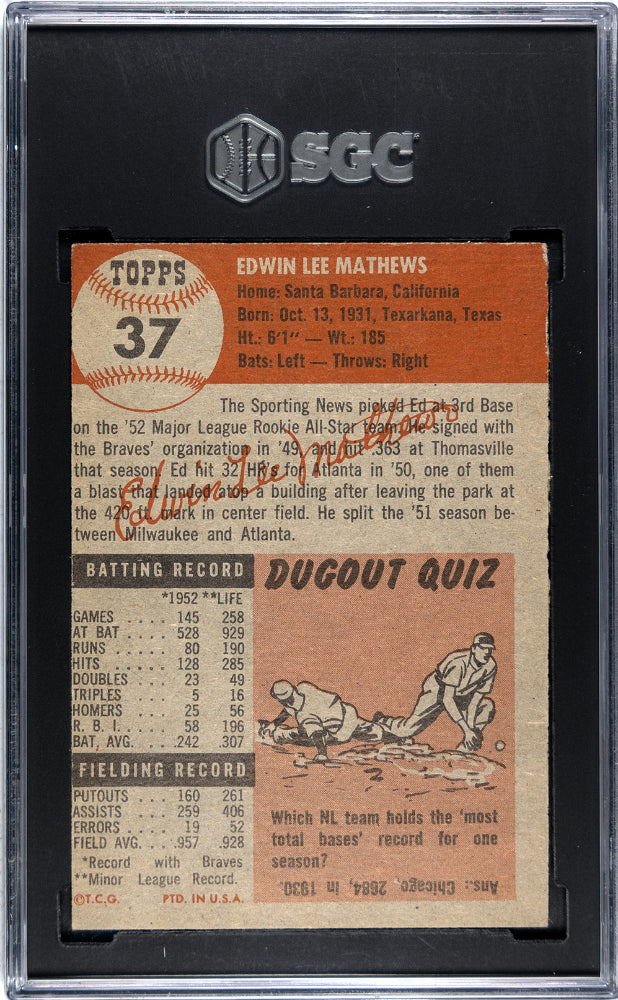 SGC
TOPPS
37
EDWIN LEE MATHEWS
Home: Santa Barbara, California
Born: Oct. 13, 1931, Texarkana, Texas
Ht.: 6'1" — Wt.: 185
Bats: Left — Throws: Right
The Sporting News picked Ed at 3rd Base
on the '52 Major League Rookie All-Star team. He signed with
the Braves' organization in '49 and hit .363 at Thomasville
that season. Ed hit 32 HR's for Atlanta in '50, one of them
a blast that landed atop a building after leaving the park at
the 420 ft. mark in center field. He split the '51 season be-
tween Milwaukee and Atlanta.
Edwin Lee Mathews
BATTING RECORD
*1952 **LIFE
GAMES .... 145 258
AT BAT .... 528 929
RUNS ..... 80 190
HITS ..... 128 285
DOUBLES ... 23 49
TRIPLES .... 5 16
HOMERS ... 25 56
R. B. I. .... 58 196
BAT. AVG. .. .242 .307
FIELDING RECORD
PUTOUTS .... 160 261
ASSISTS .... 259 406
ERRORS .... 19 52
FIELD AVG. .. .957 .928
*Record with Braves
**Minor League Record.
©T.C.G. PTD. IN U.S.A.
DUGOUT QUIZ
Which NL team holds the 'most
total bases' record for one
season?
Ans.: Chicago, 2684, in 1930.